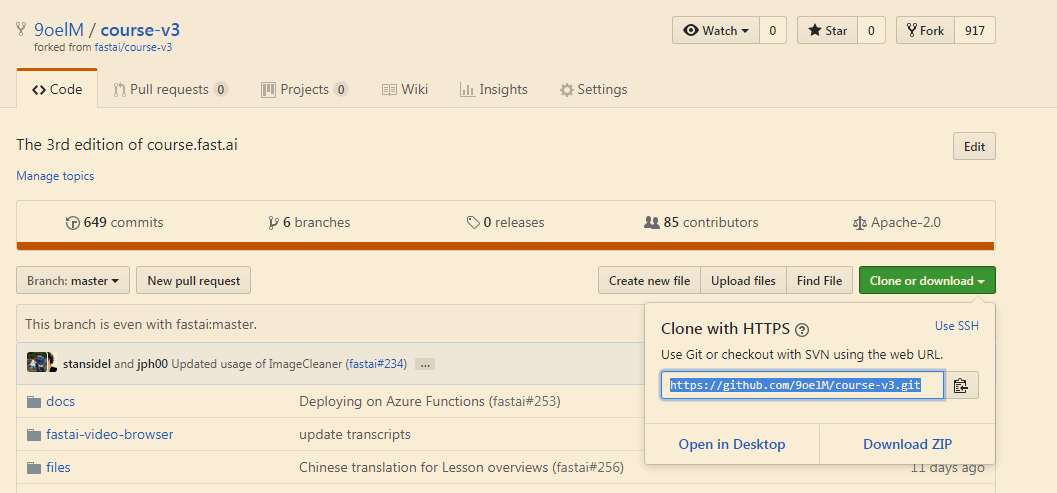 9oelM / course-v3
forked from fastai/course-v3
Watch 0 Star 0 Fork 917
Code Pull requests 0 Projects 0 Wiki Insights Settings
The 3rd edition of course.fast.ai
Edit
Manage topics
649 commits 6 branches 0 releases 85 contributors Apache-2.0
Branch: master New pull request Create new file Upload files Find File Clone or download
This branch is even with fastai:master.
Clone with HTTPS ?
Use SSH
Use Git or checkout with SVN using the web URL.
https://github.com/9oelM/course-v3.git
Open in Desktop Download ZIP
stansidel and jph00 Updated usage of ImageCleaner (fastai#234) ...
docs Deploying on Azure Functions (fastai#253)
fastai-video-browser update transcripts
files Chinese translation for Lesson overviews (fastai#256) 11 days ago